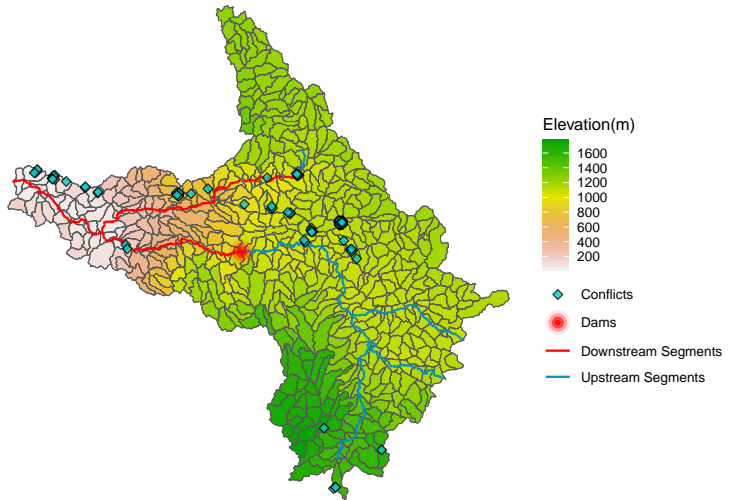 Elevation(m)
1600
1400
1200
1000
800
600
400
200
Conflicts
Dams
Downstream Segments
Upstream Segments